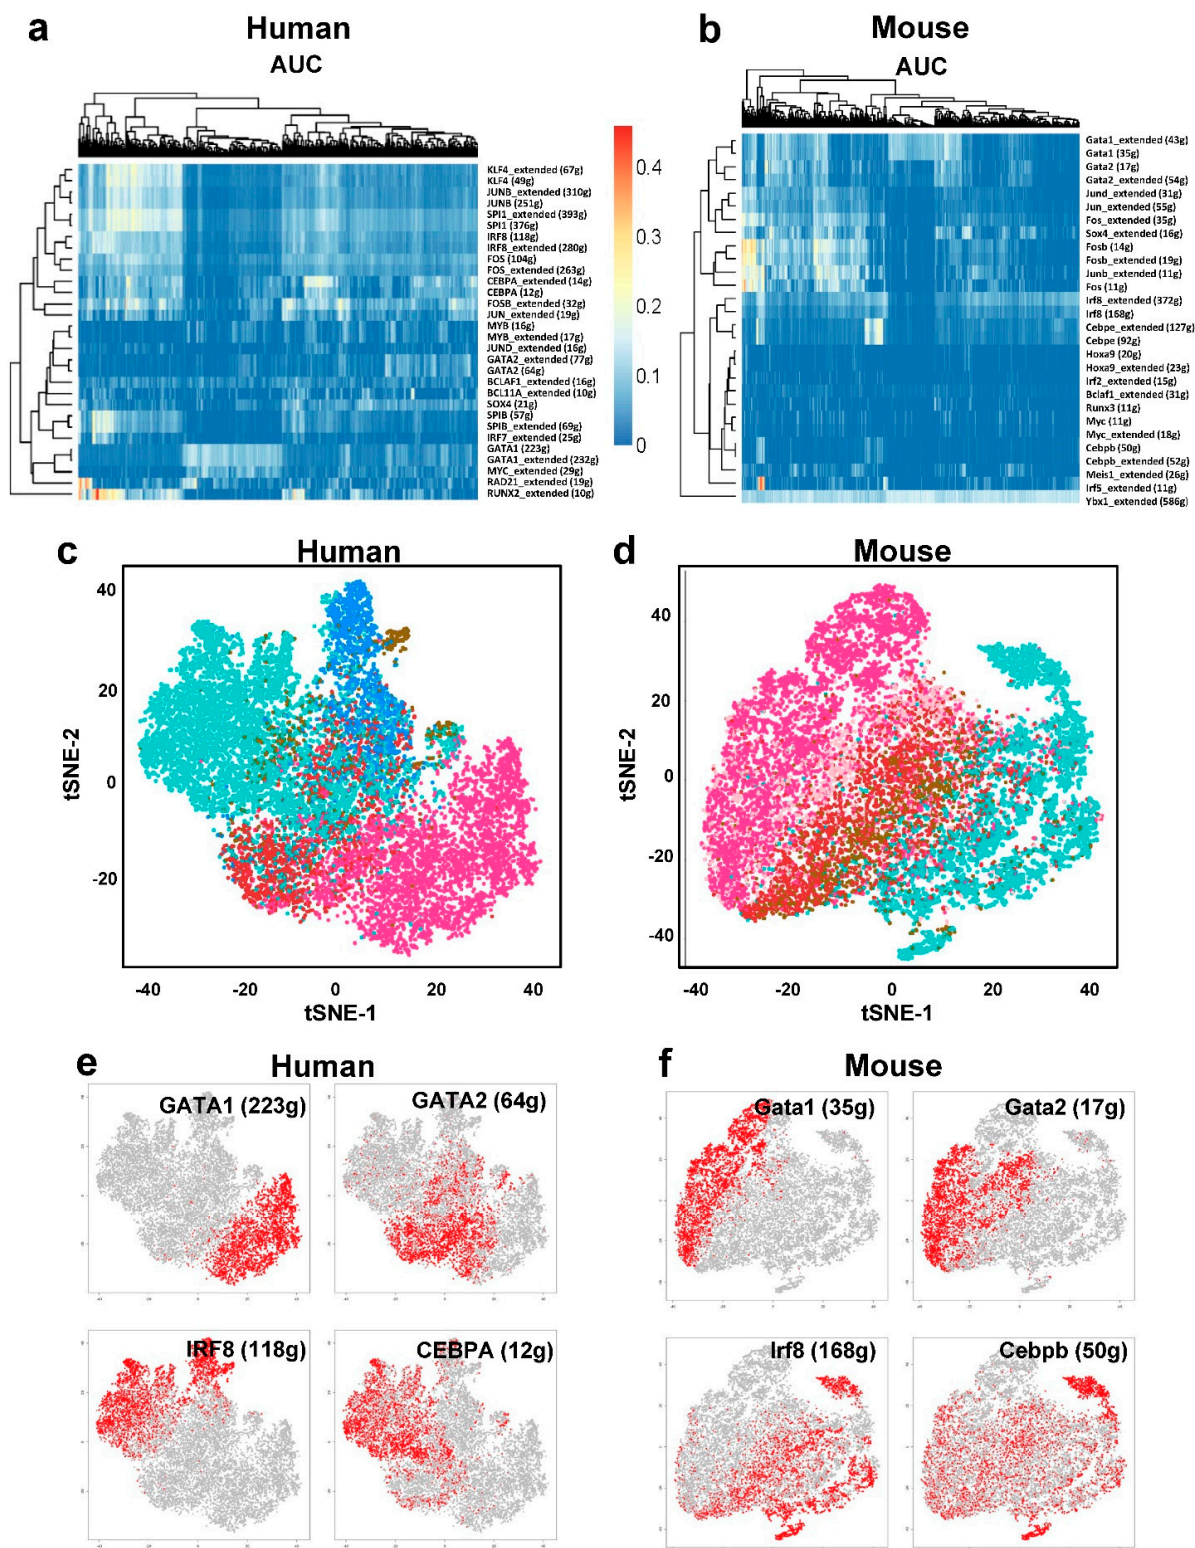 a
Human
AUC
KLF4_extended (67g)
KLF4 (49g)
JUNB_extended (310g)
JUNB (251g)
SPI1_extended (393g)
SPI1 (376g)
IRF8 (118g)
IRF8_extended (280g)
FOS (104g)
FOS_extended (263g)
CEBPA_extended (14g)
CEBPA (12g)
FOSB_extended (32g)
JUN_extended (19g)
MYB (16g)
MYB_extended (17g)
JUND_extended (16g)
GATA2_extended (77g)
GATA2 (64g)
BCLAF1_extended (16g)
BCL11A_extended (10g)
SOX4 (21g)
SPIB (57g)
SPIB_extended (69g)
IRF7_extended (25g)
GATA1 (223g)
GATA1_extended (232g)
MYC_extended (29g)
RAD21_extended (19g)
RUNX2_extended (10g)
0.4
0.3
0.2
0.1
0
b
Mouse
AUC
Gata1_extended (43g)
Gata1 (35g)
Gata2 (17g)
Gata2_extended (54g)
Jund_extended (31g)
Jun_extended (55g)
Fos_extended (35g)
Sox4_extended (16g)
Fosb (14g)
Fosb_extended (19g)
Junb_extended (11g)
Fos (11g)
Irf8_extended (372g)
Irf8 (168g)
Cebpe_extended (127g)
Cebpe (92g)
Hoxa9 (20g)
Hoxa9_extended (23g)
Irf2_extended (15g)
Bclaf1_extended (31g)
Runx3 (11g)
Myc (11g)
Myc_extended (18g)
Cebpb (50g)
Cebpb_extended (52g)
Meis1_extended (26g)
Irf5_extended (11g)
Ybx1_extended (586g)
c
Human
40
20
0
-20
tSNE-2
-40 -20 0 20 40
tSNE-1
d
Mouse
40
20
0
-20
-40
tSNE-2
-40 -20 0 20 40
tSNE-1
e
Human
GATA1 (223g)
GATA2 (64g)
IRF8 (118g)
CEBPA (12g)
f
Mouse
Gata1 (35g)
Gata2 (17g)
Irf8 (168g)
Cebpb (50g)